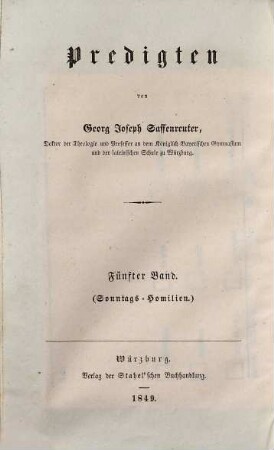 Predigten
von
Georg Joseph Saffenreuter,
Doktor der Theologie und Professor an dem Königlich Bayerischen Gymnasium
und der lateinischen Schule zu Würzburg.
Fünfter Band.
(Sonntags-Homilien.)
Würzburg.
Verlag der Stahel'schen Buchhandlung.
1849.